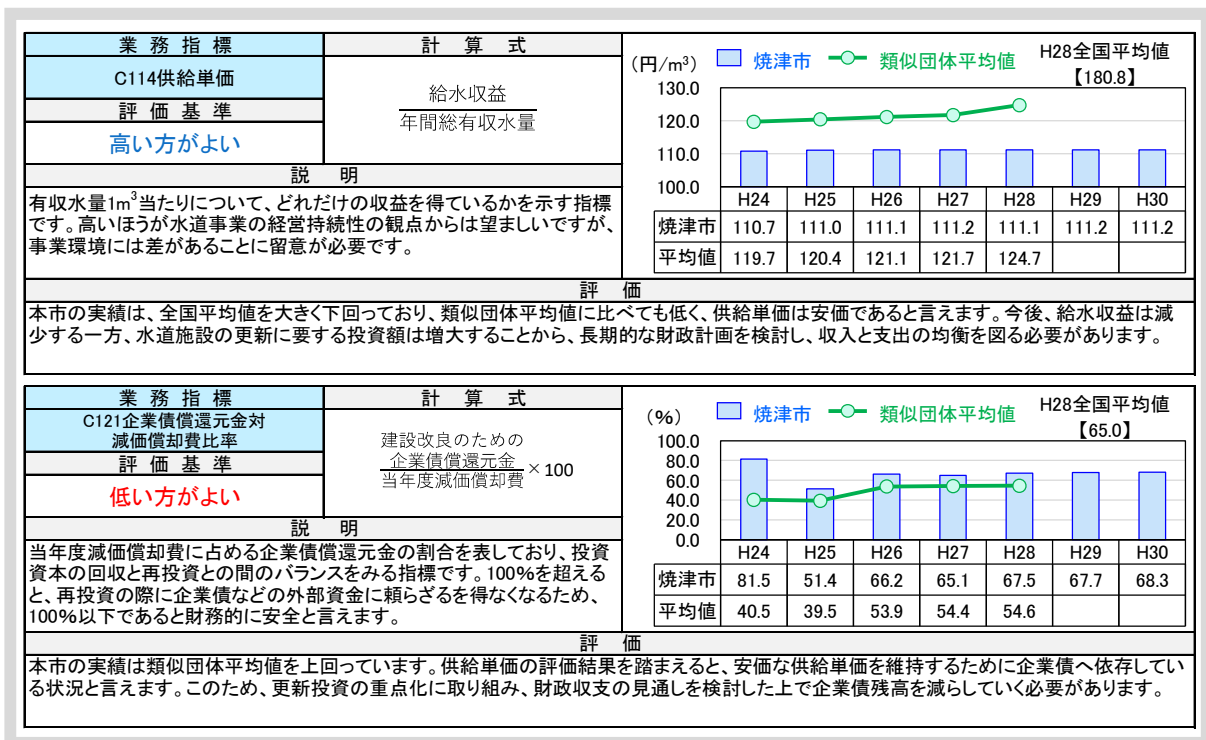 業務指標
計算式
C114供給単価
給水収益
年間総有収水量
評価基準
高い方がよい
(円/m³)
焼津市
類似団体平均値
H28全国平均値
【180.8】
130.0
120.0
110.0
100.0
H24 H25 H26 H27 H28 H29 H30
焼津市 110.7 111.0 111.1 111.2 111.1 111.2 111.2
平均値 119.7 120.4 121.1 121.7 124.7
説明
有収水量1m³当たりについて、どれだけの収益を得ているかを示す指標
です。高いほうが水道事業の経営持続性の観点からは望ましいですが、
事業環境には差があることに留意が必要です。
評価
本市の実績は、全国平均値を大きく下回っており、類似団体平均値に比べても低く、供給単価は安価であると言えます。今後、給水収益は減
少する一方、水道施設の更新に要する投資額は増大することから、長期的な財政計画を検討し、収入と支出の均衡を図る必要があります。
業務指標
計算式
C121企業債償還元金対
減価償却費比率
建設改良のための
企業債償還元金
当年度減価償却費
×100
評価基準
低い方がよい
(%)
焼津市
類似団体平均値
H28全国平均値
【65.0】
100.0
80.0
60.0
40.0
20.0
0.0
H24 H25 H26 H27 H28 H29 H30
焼津市 81.5 51.4 66.2 65.1 67.5 67.7 68.3
平均値 40.5 39.5 53.9 54.4 54.6
説明
当年度減価償却費に占める企業債償還元金の割合を表しており、投資
資本の回収と再投資との間のバランスをみる指標です。100%を超える
と、再投資の際に企業債などの外部資金に頼らざるを得なくなるため、
100%以下であると財務的に安全と言えます。
評価
本市の実績は類似団体平均値を上回っています。供給単価の評価結果を踏まえると、安価な供給単価を維持するために企業債へ依存してい
る状況と言えます。このため、更新投資の重点化に取り組み、財政収支の見通しを検討した上で企業債残高を減らしていく必要があります。